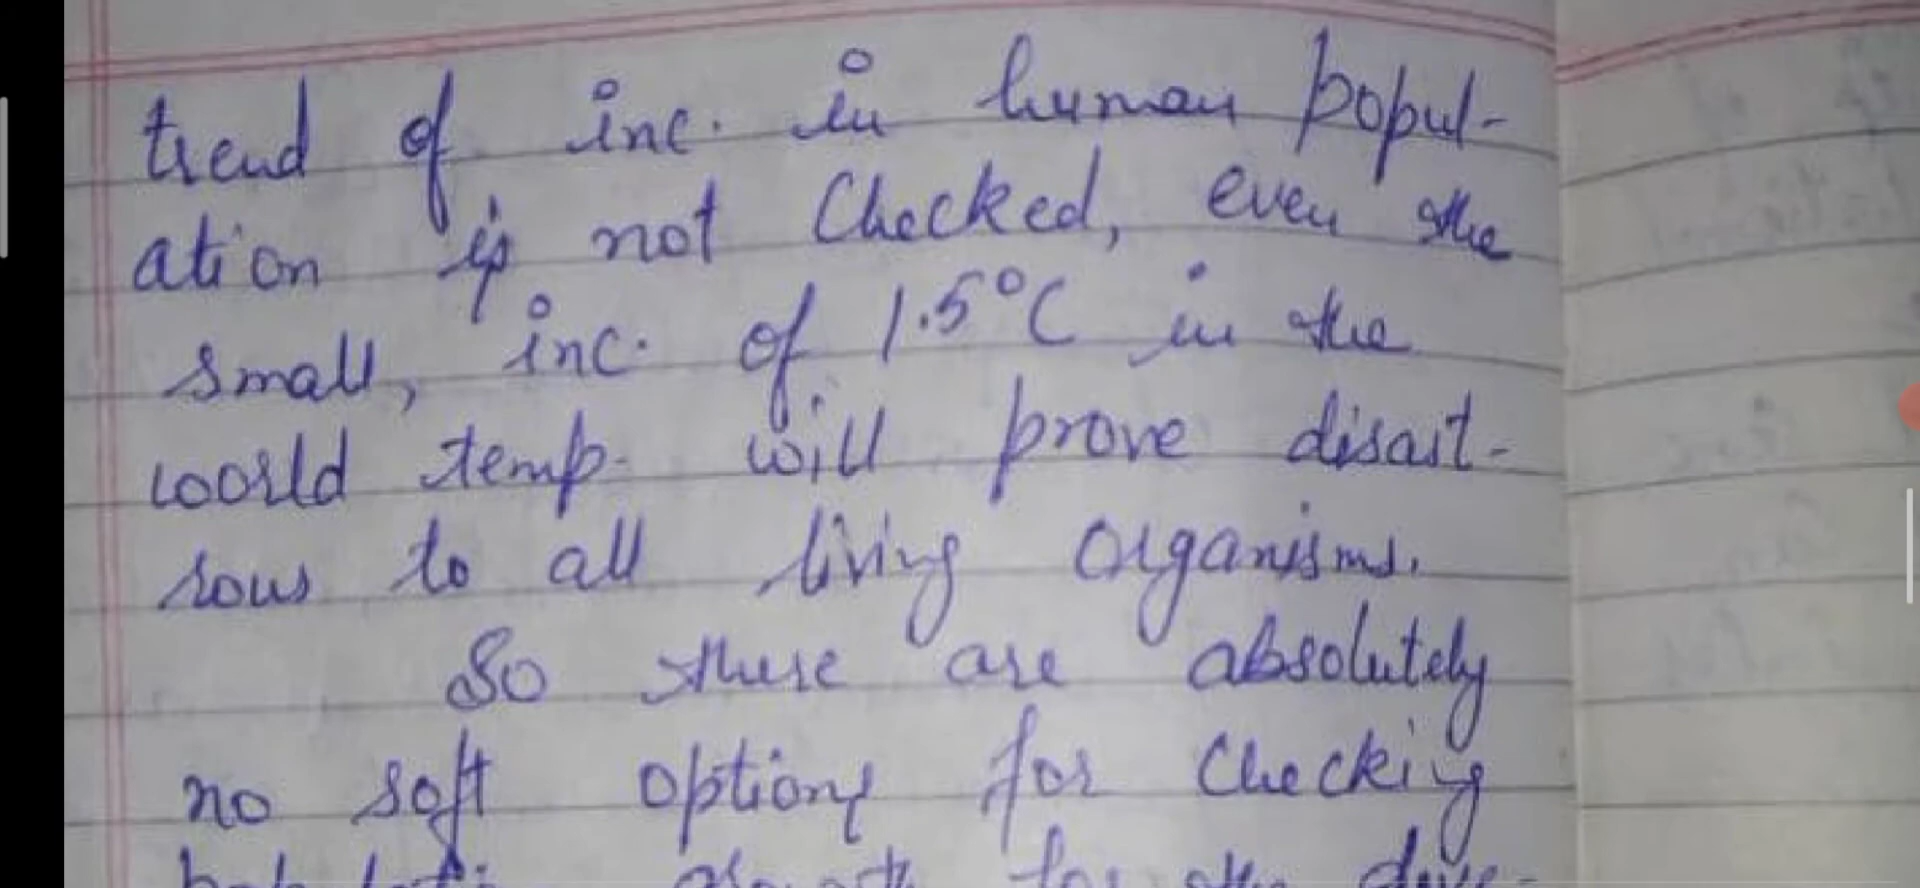 trend of inc. in human popul-
ation is not Checked, even the
small, inc. of 1.5°C in the
world temp. will prove disast-
rous to all living organisms.
So there are absolutely
no soft options for Checking